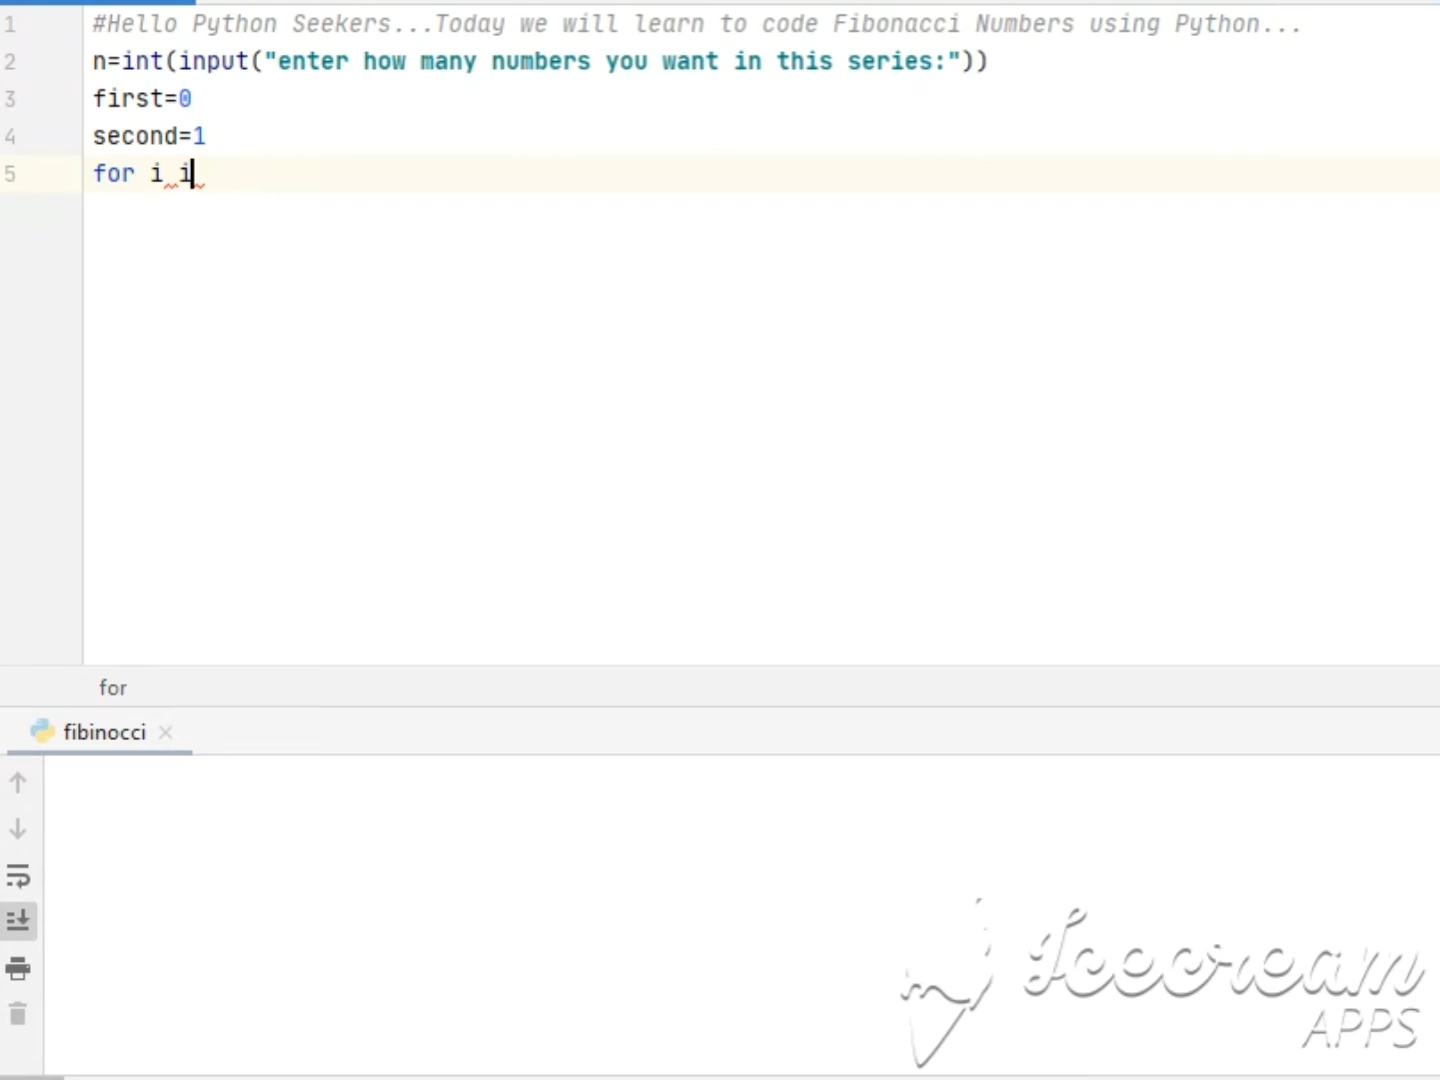 1 #Hello Python Seekers...Today we will learn to code Fibonacci Numbers using Python...
2 n=int(input("enter how many numbers you want in this series:"))
3 first=0
4 second=1
5 for i i
for
fibinocci
Icecream
APPS